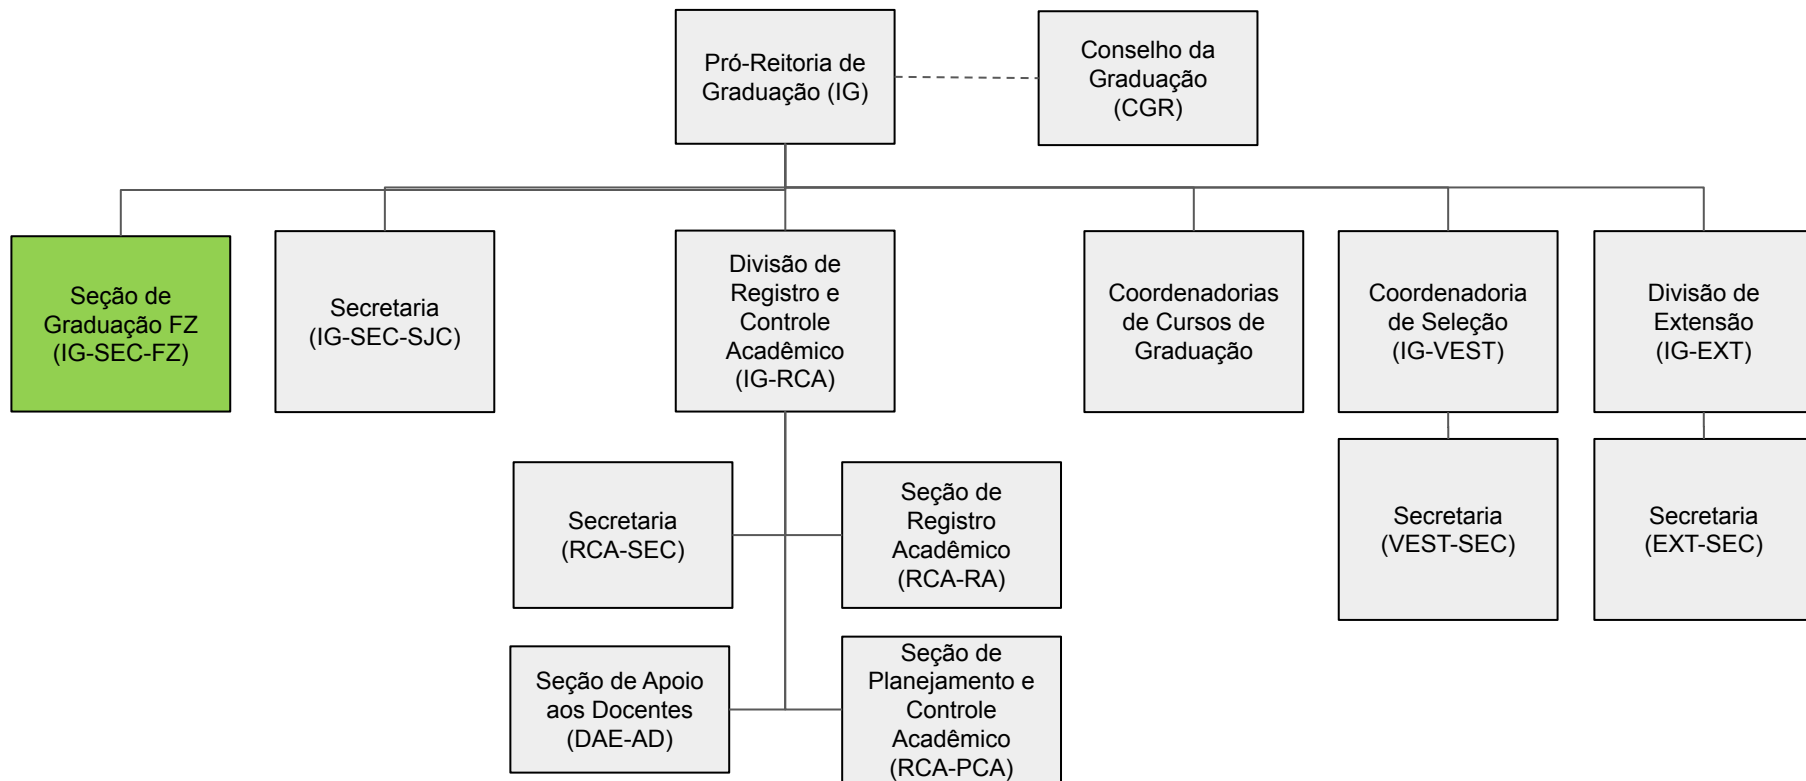 Pró-Reitoria de
Graduação (IG)
Conselho da
Graduação
(CGR)
Seção de
Graduação FZ
(IG-SEC-FZ)
Secretaria
(IG-SEC-SJC)
Divisão de
Registro e
Controle
Acadêmico
(IG-RCA)
Coordenadorias
de Cursos de
Graduação
Coordenadoria
de Seleção
(IG-VEST)
Divisão de
Extensão
(IG-EXT)
Secretaria
(RCA-SEC)
Seção de
Registro
Acadêmico
(RCA-RA)
Secretaria
(VEST-SEC)
Secretaria
(EXT-SEC)
Seção de Apoio
aos Docentes
(DAE-AD)
Seção de
Planejamento e
Controle
Acadêmico
(RCA-PCA)